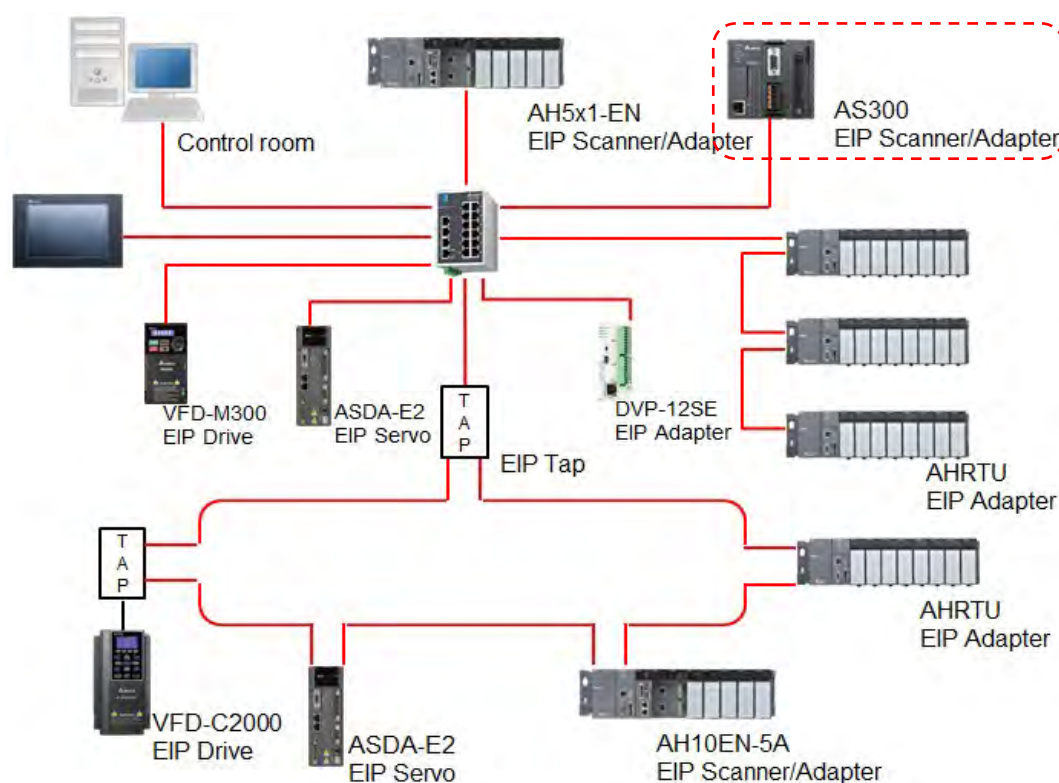 Control room
AH5x1-EN
EIP Scanner/Adapter
AS300
EIP Scanner/Adapter
VFD-M300
EIP Drive
ASDA-E2
EIP Servo
T
A
P
EIP Tap
DVP-12SE
EIP Adapter
AHRTU
EIP Adapter
T
A
P
VFD-C2000
EIP Drive
ASDA-E2
EIP Servo
AH10EN-5A
EIP Scanner/Adapter
AHRTU
EIP Adapter